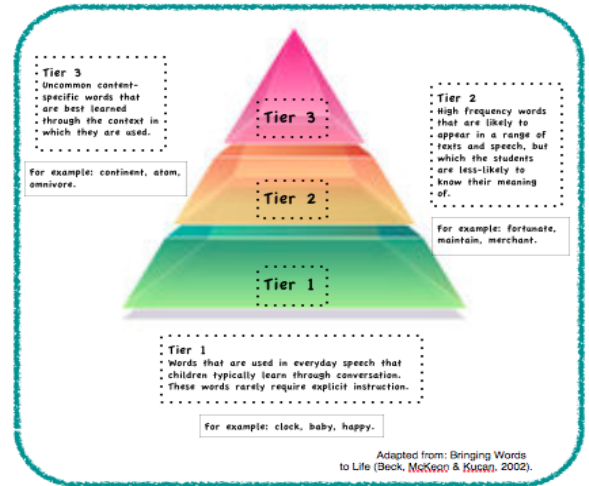 Tier 3
Uncommon content-
specific words that
are best learned
through the context in
which they are used.
For example: continent, atom,
omnivore.
Tier 3
Tier 2
Tier 1
Tier 2
High frequency words
that are likely to
appear in a range of
texts and speech, but
which the students
are less-likely to
know their meaning
of.
For example: fortunate,
maintain, merchant.
Tier 1
Words that are used in everyday speech that
children typically learn through conversation.
These words rarely require explicit instruction.
For example: clock, baby, happy.
Adapted from: Bringing Words
to Life (Beck, McKeon & Kucan, 2002).